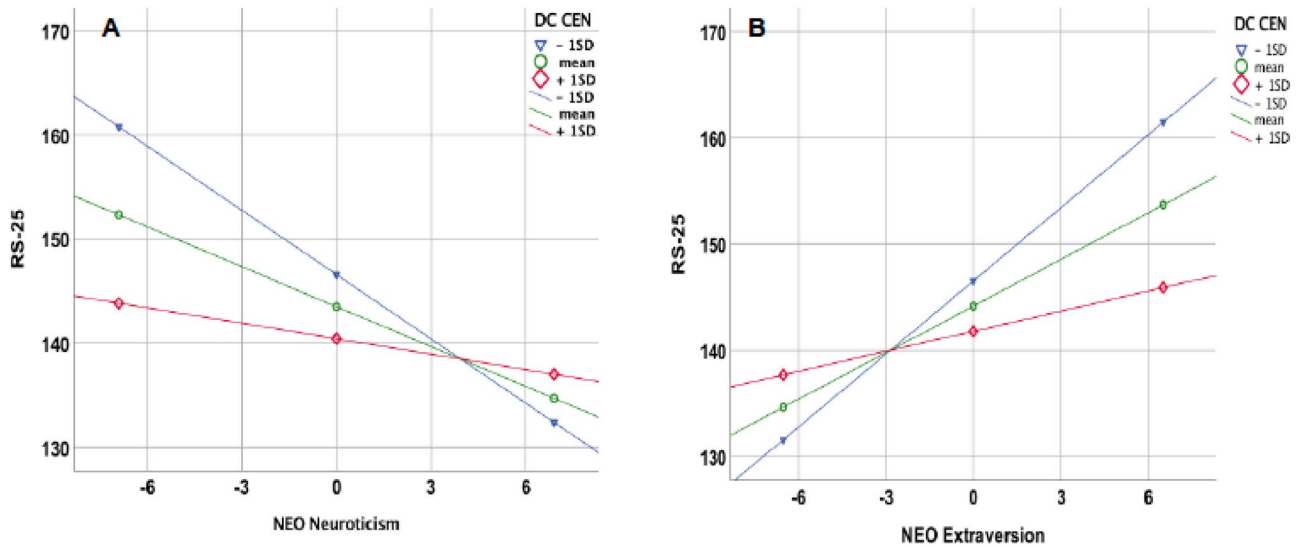 A
DC CEN
- 1SD
mean
+ 1SD
- 1SD
mean
+ 1SD
170
160
150
140
130
RS-25
-6
-3
0
3
6
NEO Neuroticism
B
DC CEN
- 1SD
mean
+ 1SD
- 1SD
mean
+ 1SD
170
160
150
140
130
RS-25
-6
-3
0
3
6
NEO Extraversion